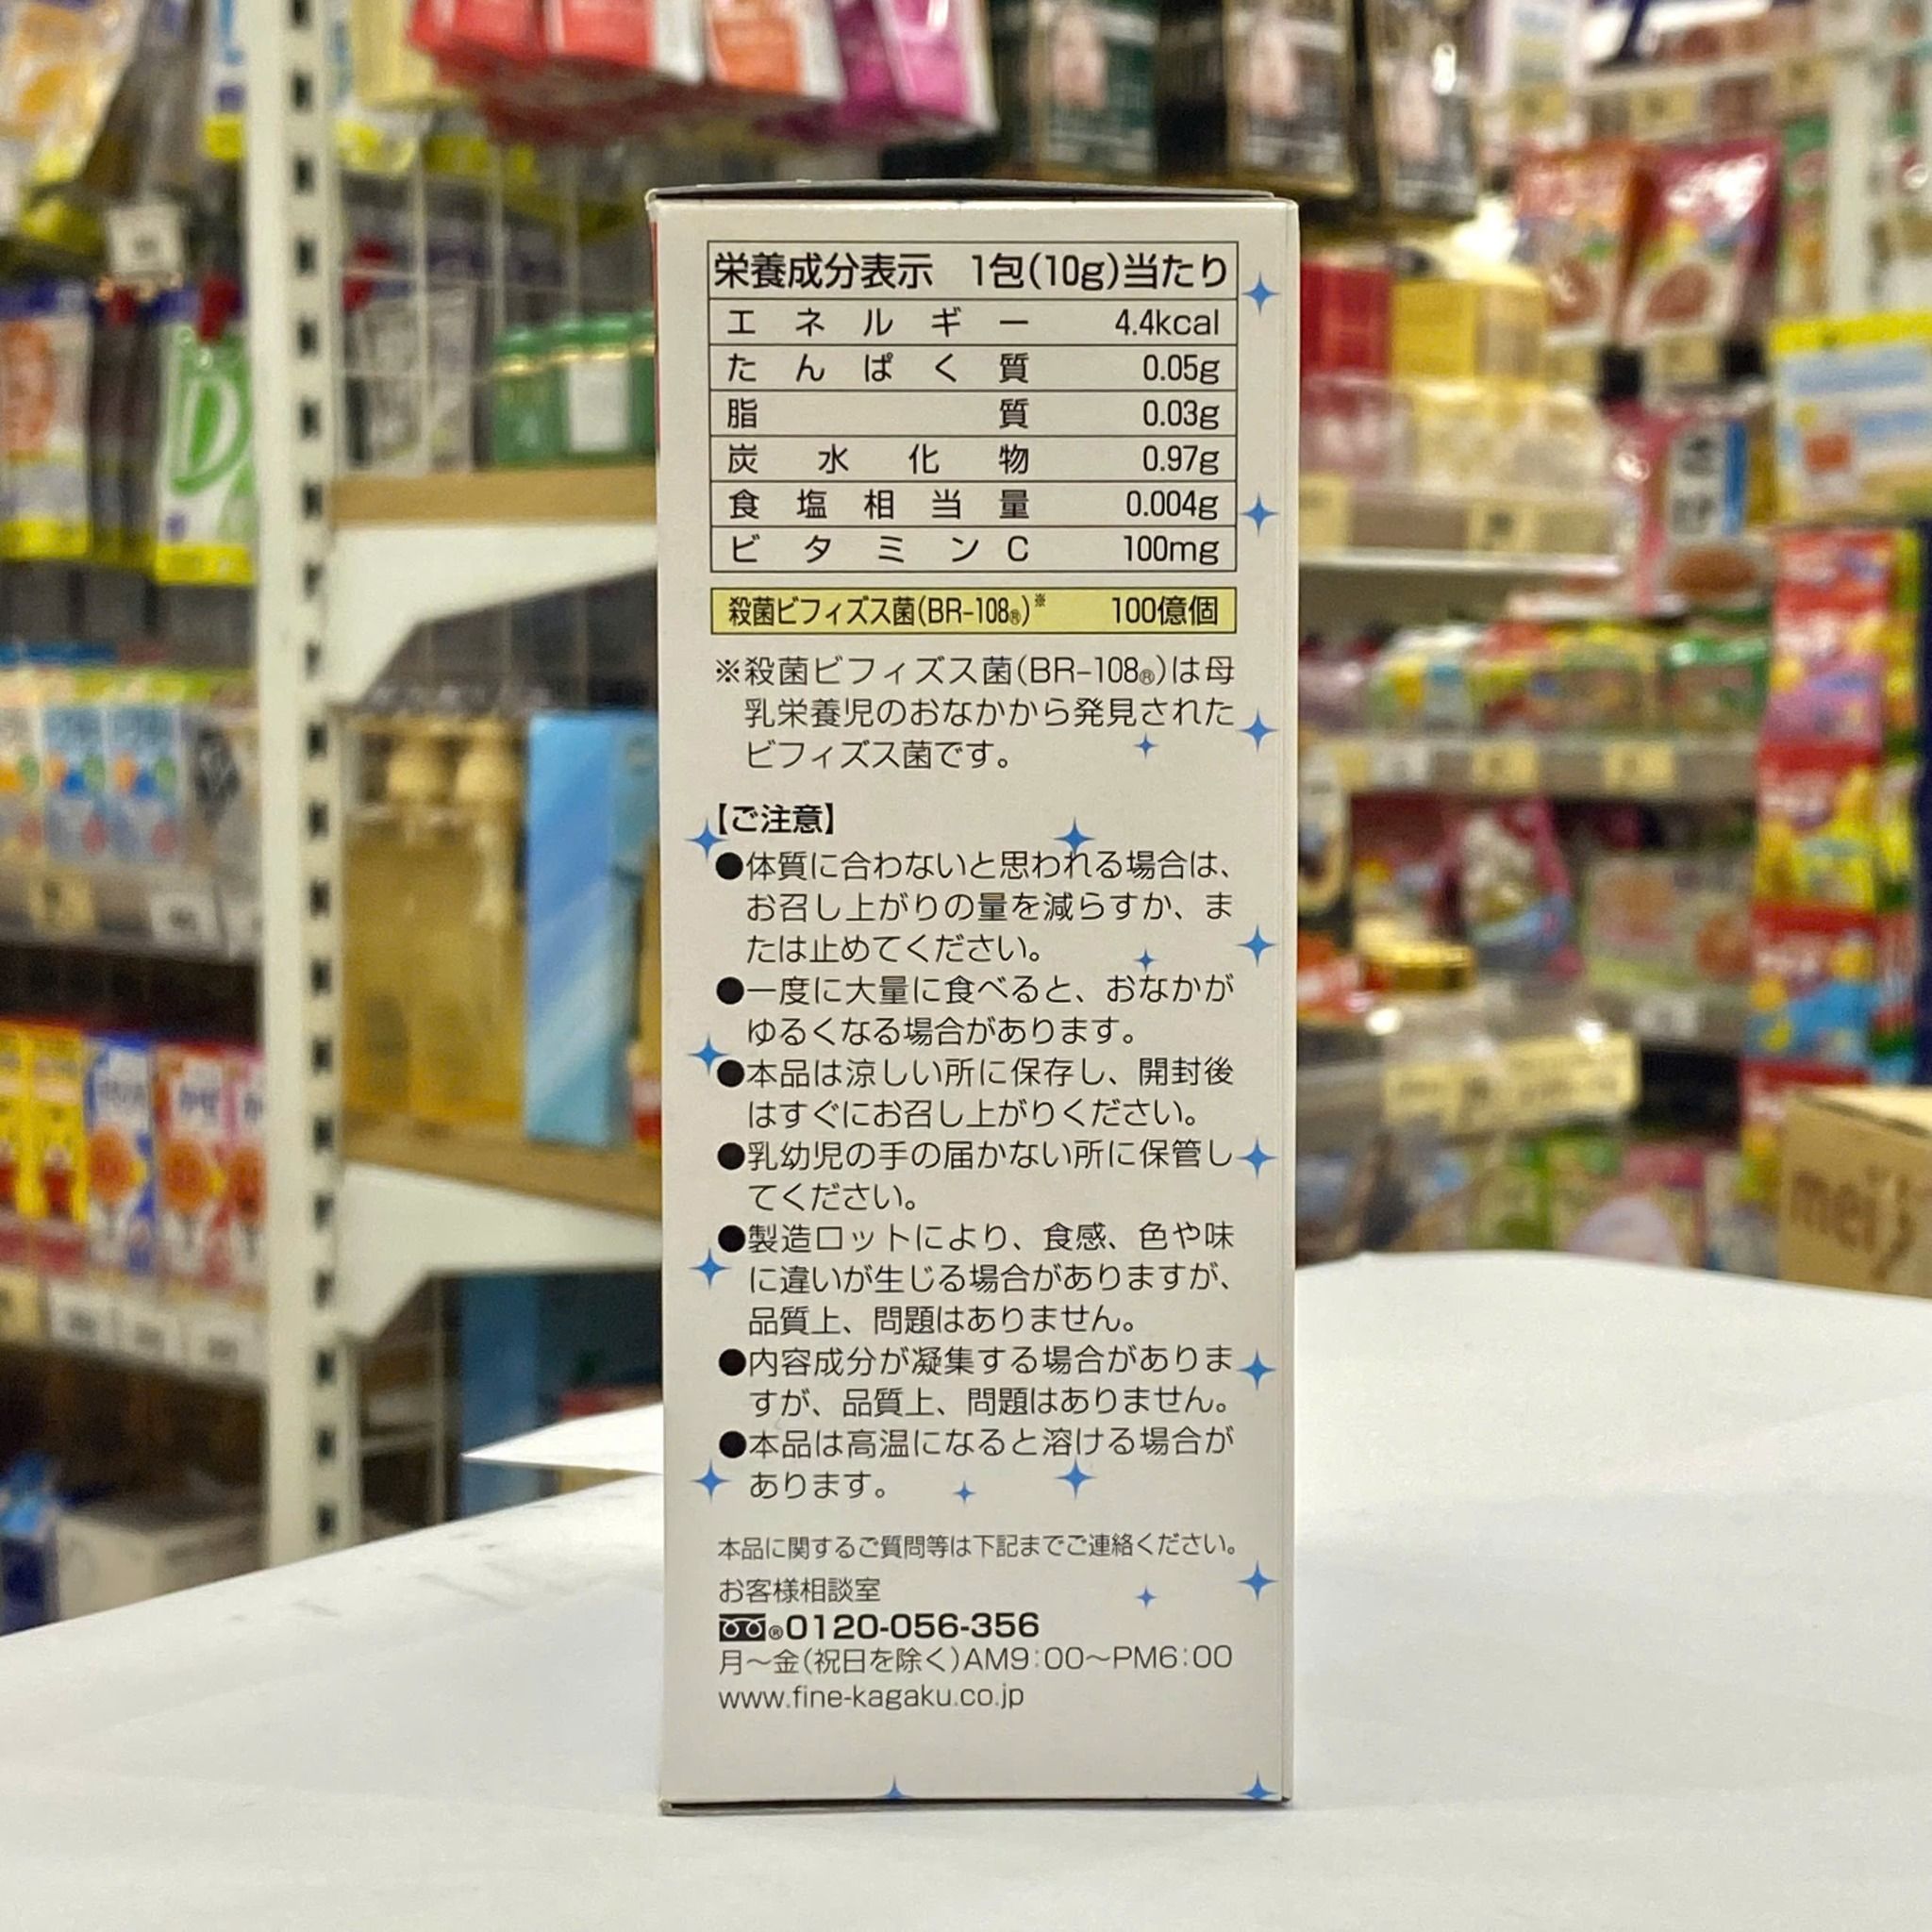 栄養成分表示 1包(10g)当たり
エネルギー 4.4kcal
たんぱく質 0.05g
脂質 0.03g
炭水化物 0.97g
食塩相当量 0.004g
ビタミンC 100mg
殺菌ビフィズス菌(BR-108®)※ 100億個
※殺菌ビフィズス菌(BR-108®)は母
乳栄養児のおなかから発見された
ビフィズス菌です。
【ご注意】
●体質に合わないと思われる場合は、
お召し上がりの量を減らすか、ま
たは止めてください。
●一度に大量に食べると、おなかが
ゆるくなる場合があります。
●本品は涼しい所に保存し、開封後
はすぐにお召し上がりください。
●乳幼児の手の届かない所に保管し
てください。
●製造ロットにより、食感、色や味
に違いが生じる場合がありますが、
品質上、問題はありません。
●内容成分が凝集する場合がありま
すが、品質上、問題はありません。
●本品は高温になると溶ける場合が
あります。
本品に関するご質問等は下記までご連絡ください。
お客様相談室
®0120-056-356
月〜金(祝日を除く)AM9:00〜PM6:00
www.fine-kagaku.co.jp